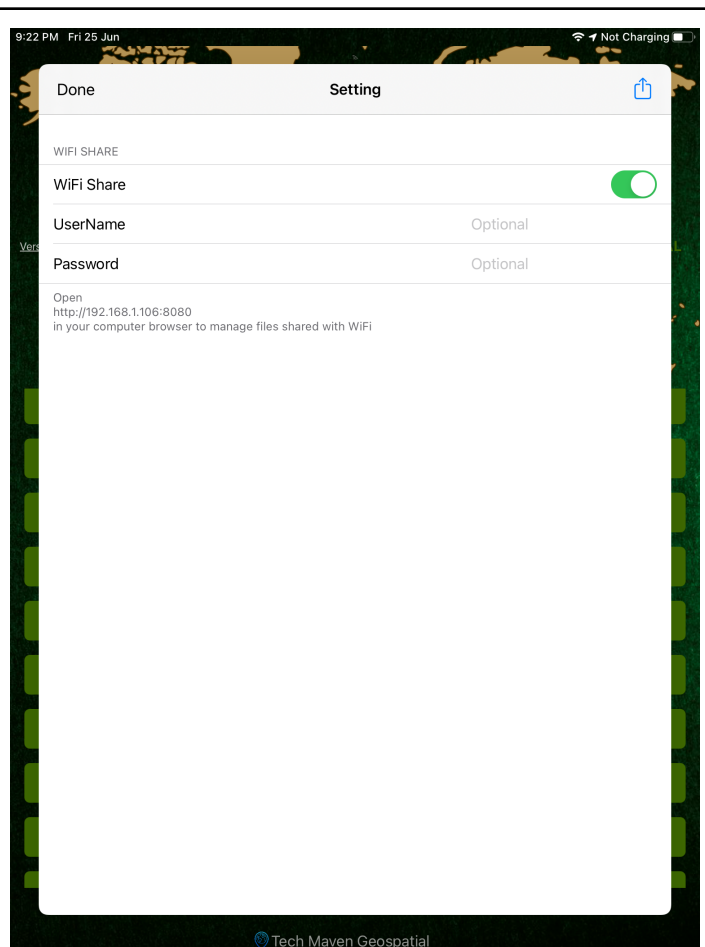 9:22 PM Fri 25 Jun Not Charging
Done Setting
WIFI SHARE
WiFi Share
UserName Optional
Vers
Password Optional
Open
http://192.168.1.106:8080
in your computer browser to manage files shared with WiFi
Tech Maven Geospatial